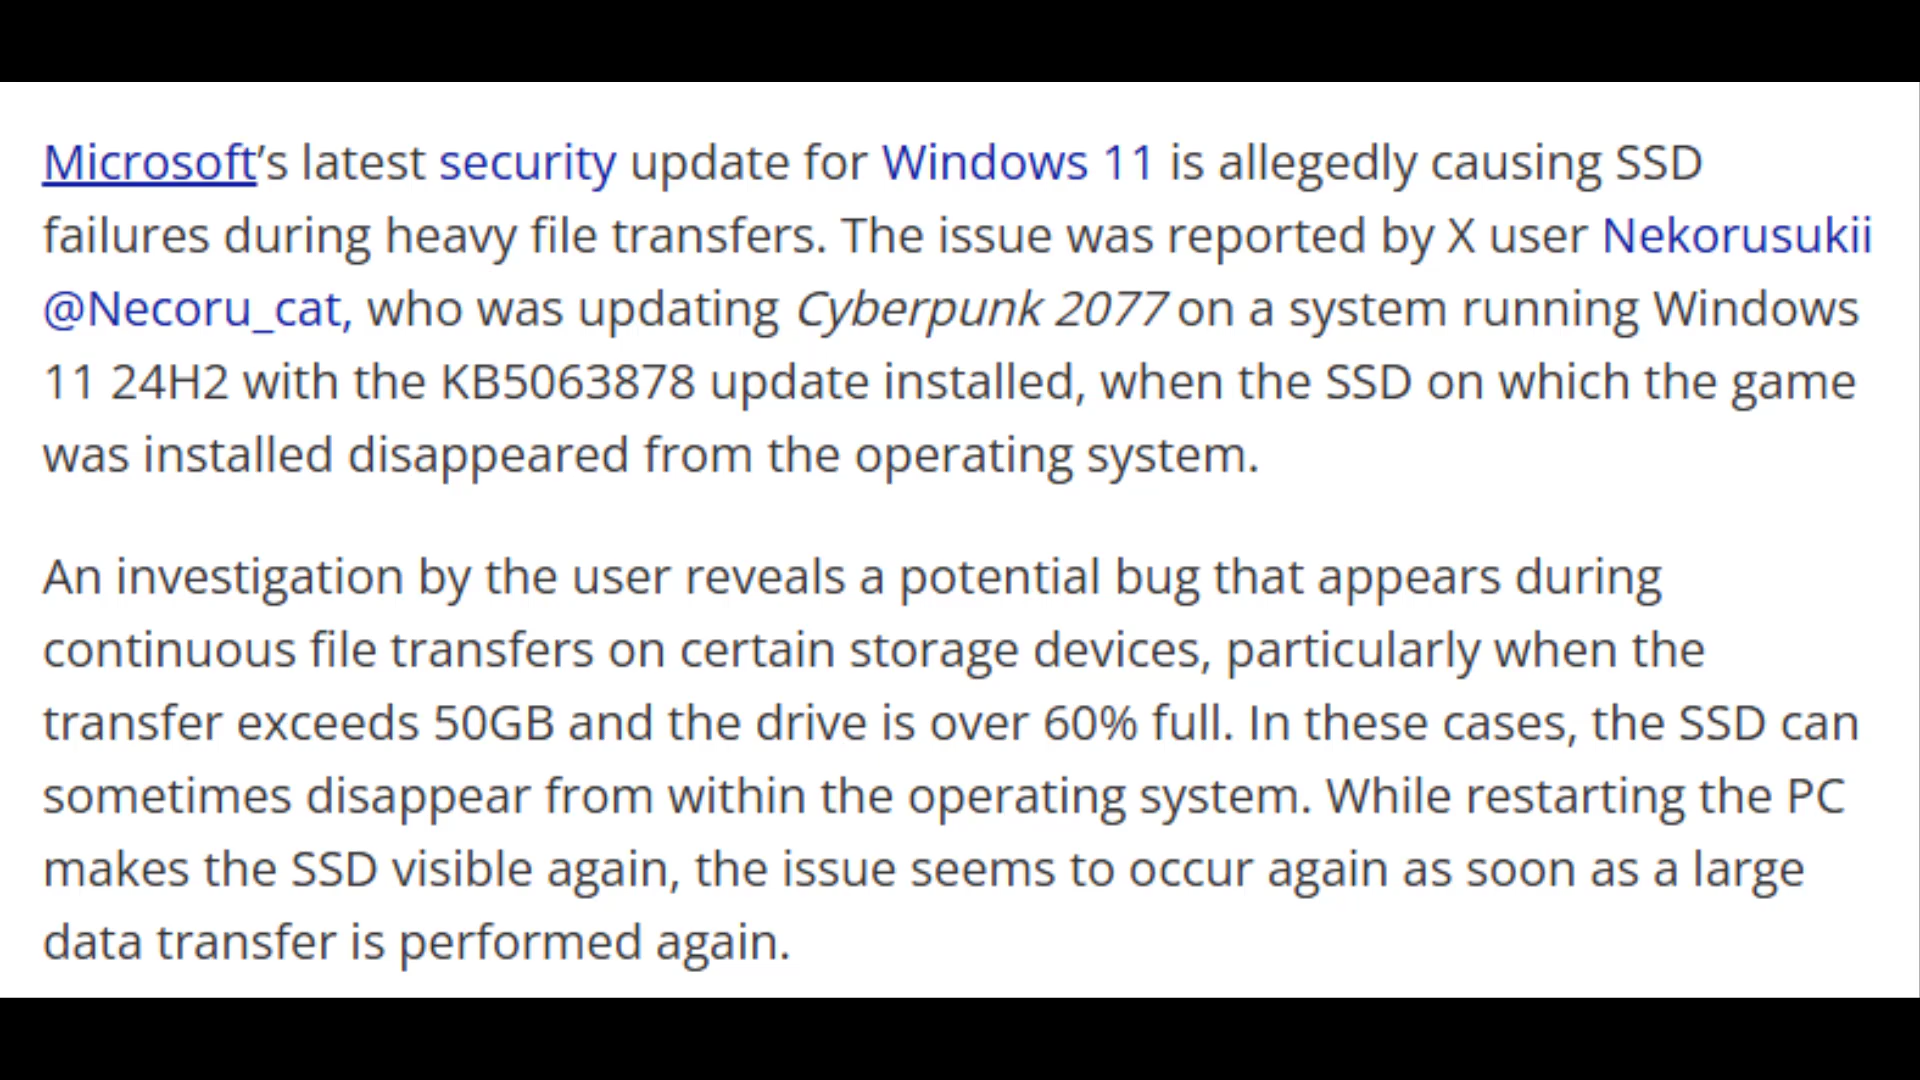 Microsoft’s latest security update for Windows 11 is allegedly causing SSD
failures during heavy file transfers. The issue was reported by X user Nekorusukii
@Necoru_cat, who was updating Cyberpunk 2077 on a system running Windows
11 24H2 with the KB5063878 update installed, when the SSD on which the game
was installed disappeared from the operating system.
An investigation by the user reveals a potential bug that appears during
continuous file transfers on certain storage devices, particularly when the
transfer exceeds 50GB and the drive is over 60% full. In these cases, the SSD can
sometimes disappear from within the operating system. While restarting the PC
makes the SSD visible again, the issue seems to occur again as soon as a large
data transfer is performed again.